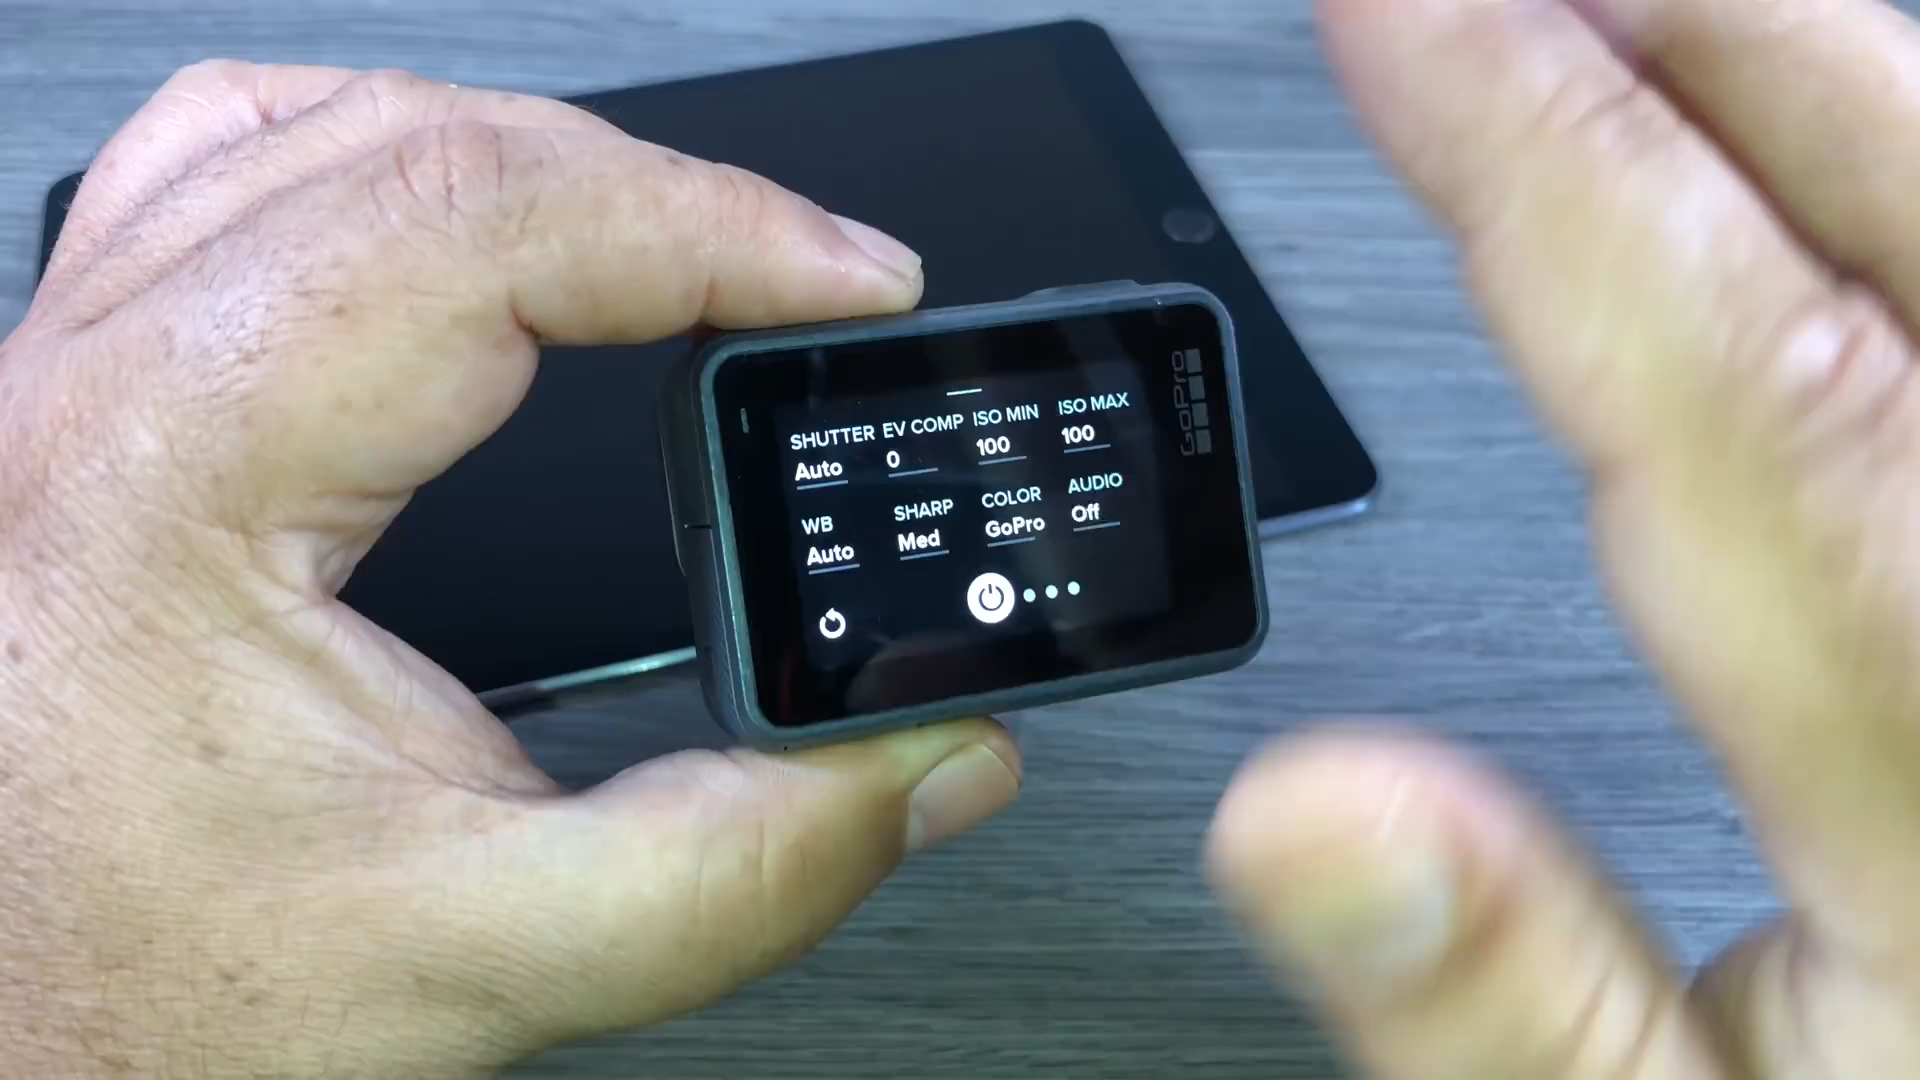 SHUTTER EV COMP ISO MIN ISO MAX
Auto 0 100 100
WB SHARP COLOR AUDIO
Auto Med GoPro Off
GoPro